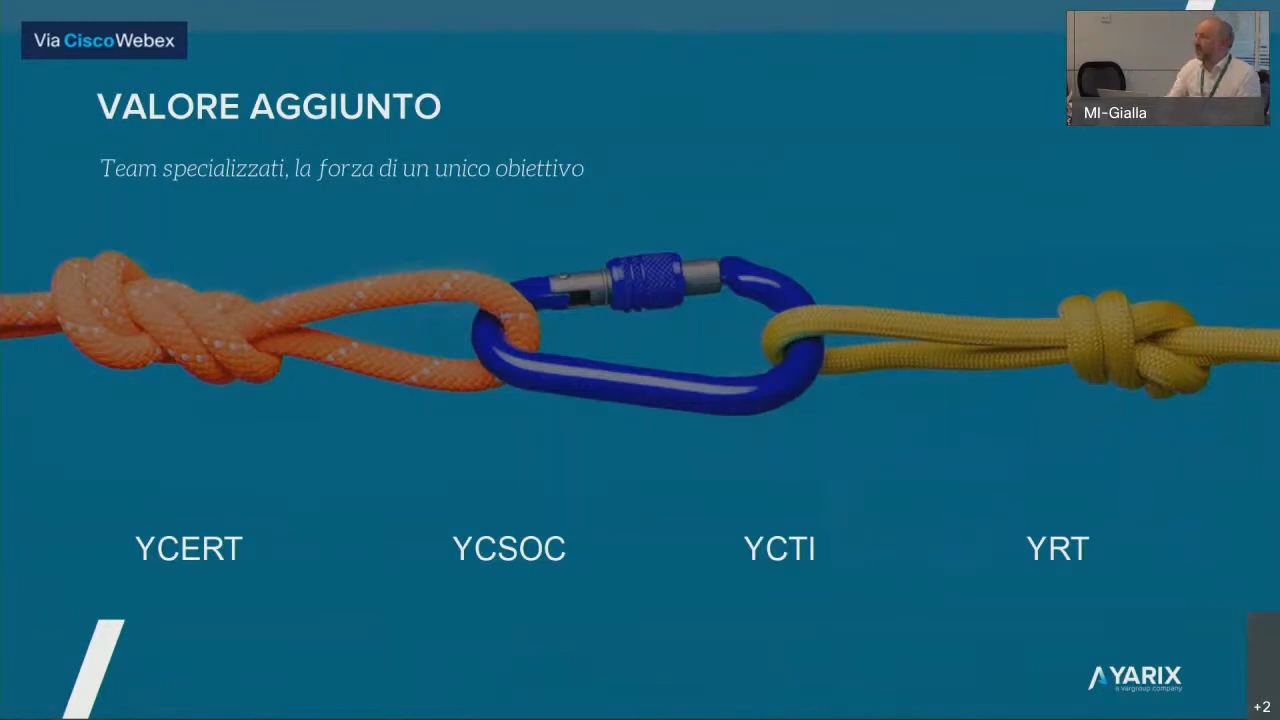 Via CiscoWebex
VALORE AGGIUNTO
Team specializzati, la forza di un unico obiettivo
MI-Gialla
YCERT
YCSOC
YCTI
YRT
YARIX
a vargroup company
+2